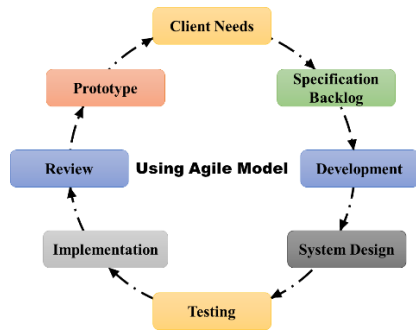 Client Needs
Prototype
Specification
Backlog
Review
Using Agile Model
Development
Implementation
System Design
Testing